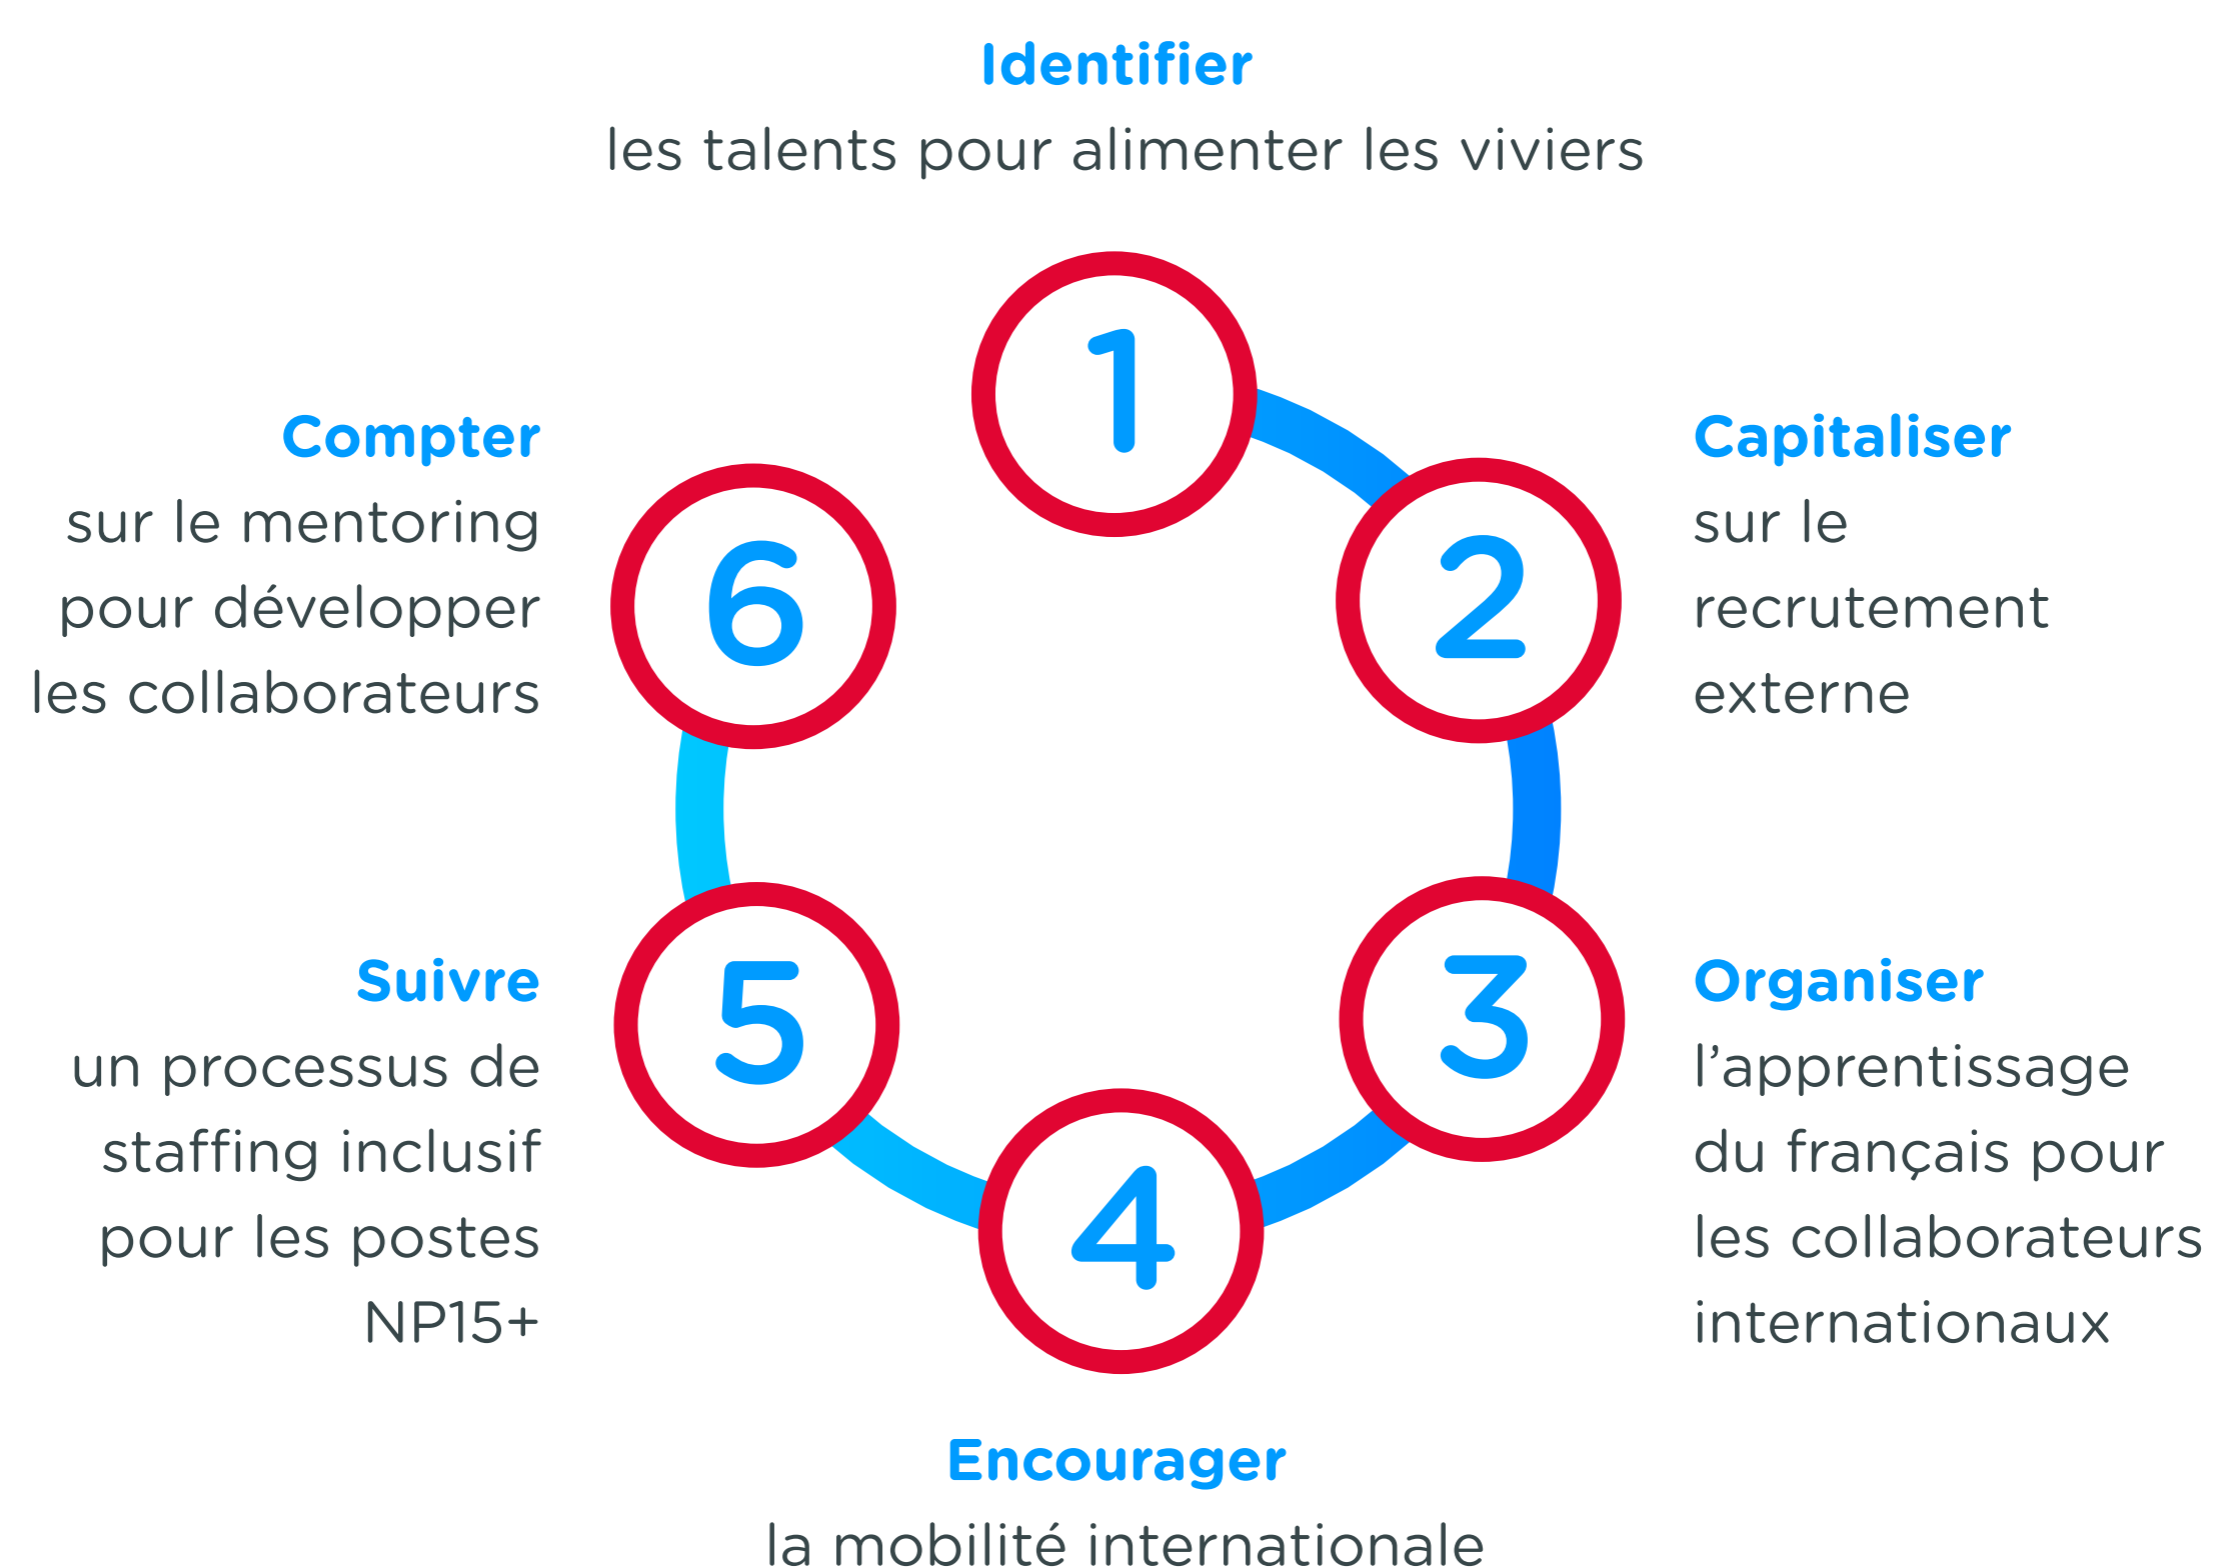 Identifier
les talents pour alimenter les viviers
1
2
Capitaliser
sur le
recrutement
externe
3
Organiser
l’apprentissage
du français pour
les collaborateurs
internationaux
4
Encourager
la mobilité internationale
5
Suivre
un processus de
staffing inclusif
pour les postes
NP15+
6
Compter
sur le mentoring
pour développer
les collaborateurs